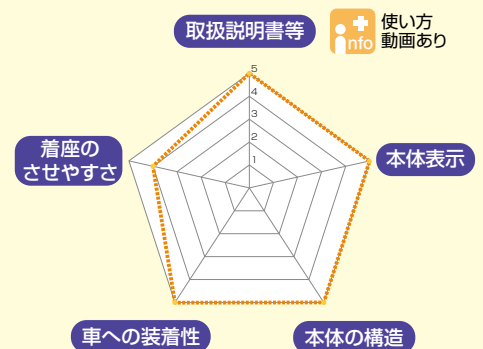 取扱説明書等
info
使い方
動画あり
5
4
3
2
1
着座の
させやすさ
本体表示
車への装着性
本体の構造